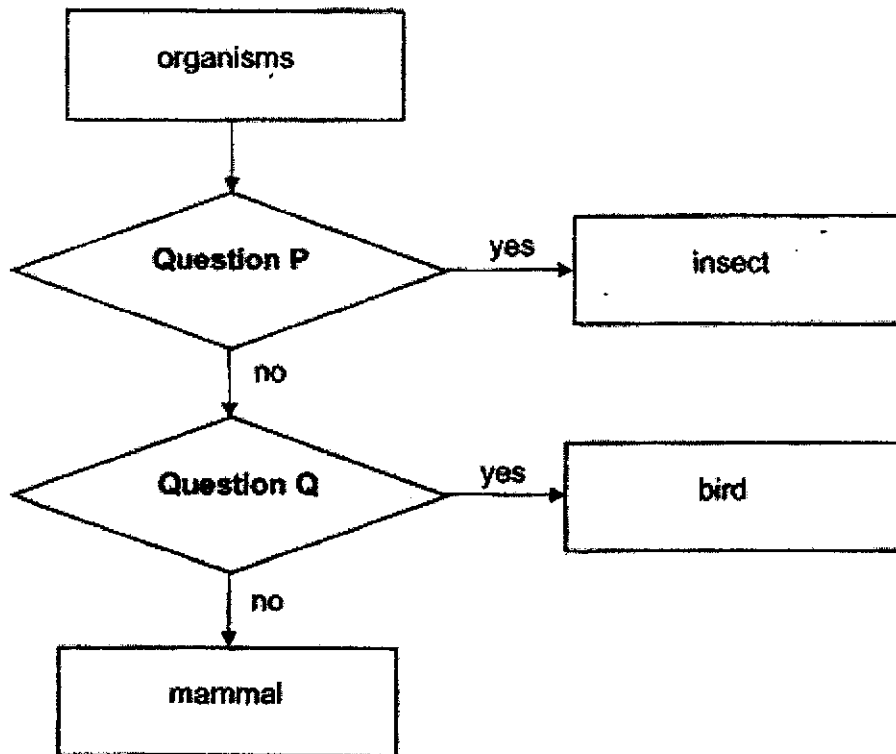 organisms
Question P
yes
insect
no
Question Q
yes
bird
no
mammal